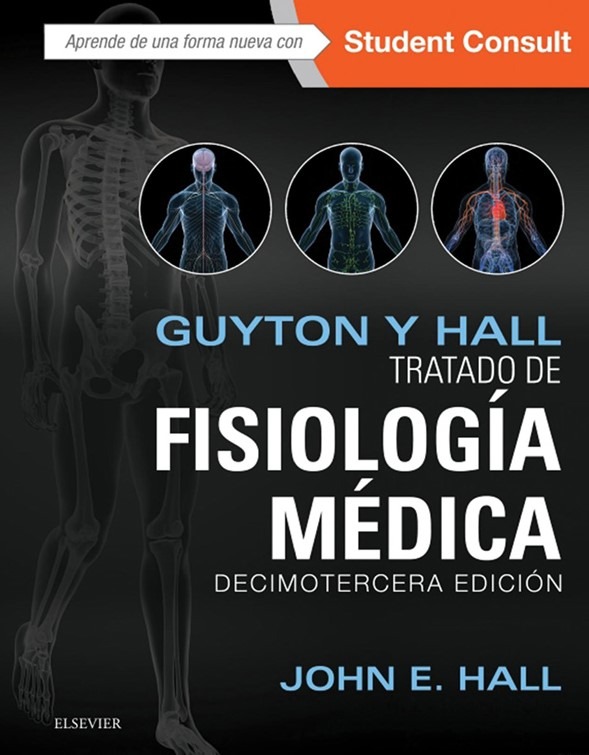 Aprende de una forma nueva con
Student Consult
GUYTON Y HALL
TRATADO DE
FISIOLOGÍA
MÉDICA
DECIMOTERCERA EDICIÓN
JOHN E. HALL
ELSEVIER